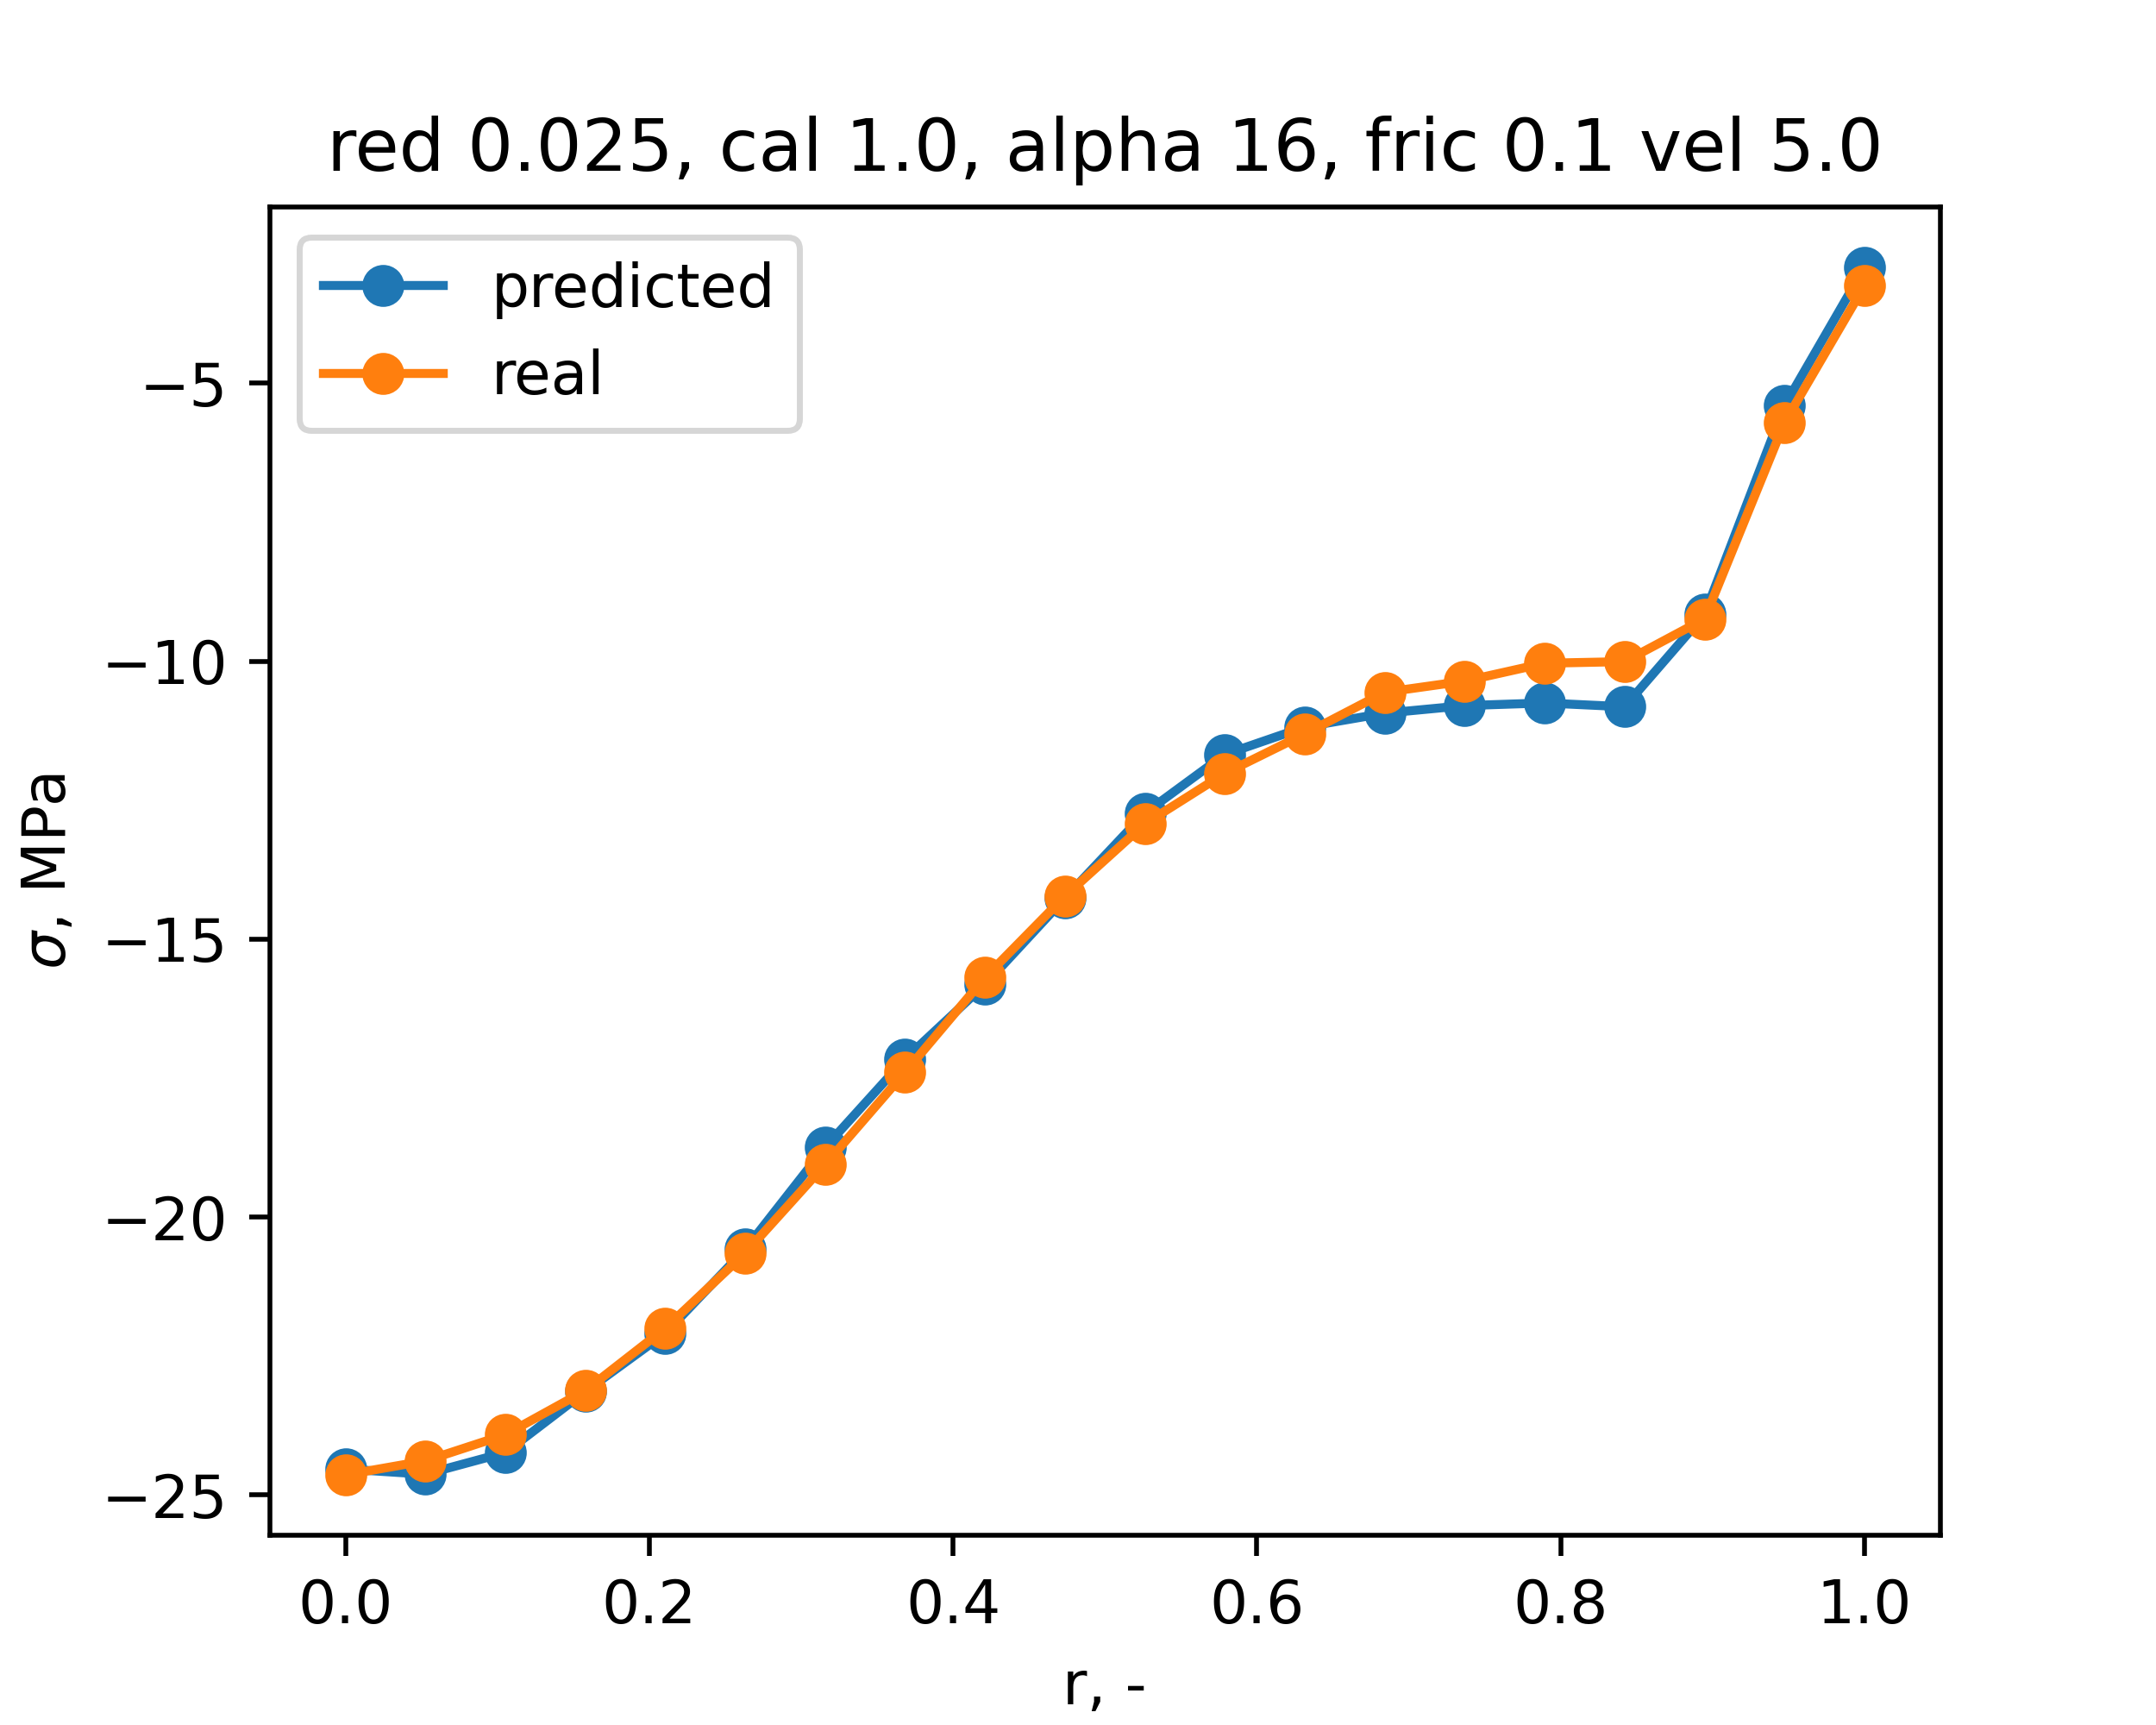 red 0.025, cal 1.0, alpha 16, fric 0.1 vel 5.0
predicted
real
−5
−10
−15
−20
−25
σ, MPa
0.0 0.2 0.4 0.6 0.8 1.0
r, -